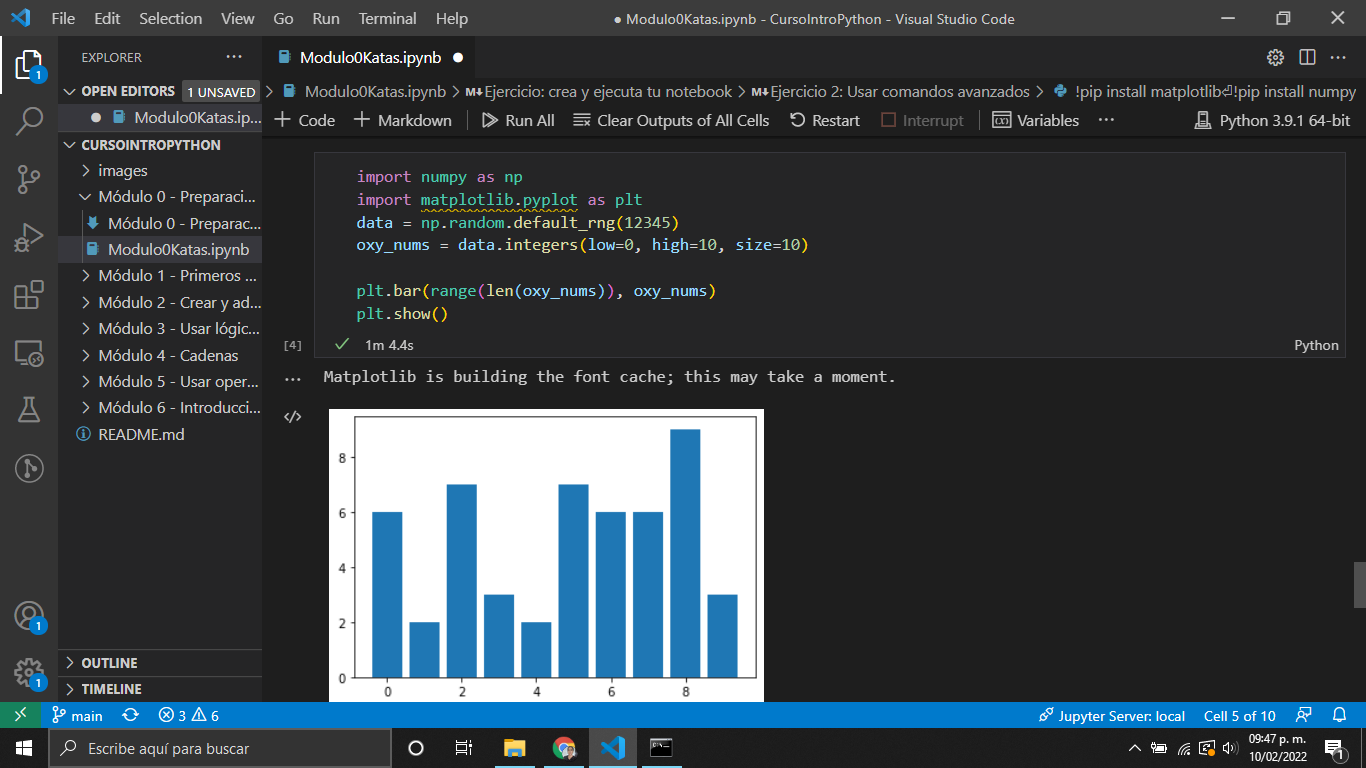 File Edit Selection View Go Run Terminal Help
● Modulo0Katas.ipynb - CursoIntroPython - Visual Studio Code
EXPLORER
Modulo0Katas.ipynb
OPEN EDITORS 1 UNSAVED
Modulo0Katas.ip...
CURSOINTROPYTHON
images
Módulo 0 - Preparaci...
Módulo 0 - Preparac...
Modulo0Katas.ipynb
Módulo 1 - Primeros ...
Módulo 2 - Crear y ad...
Módulo 3 - Usar lógic...
Módulo 4 - Cadenas
Módulo 5 - Usar oper...
Módulo 6 - Introducci...
README.md
OUTLINE
TIMELINE
Modulo0Katas.ipynb > M↓Ejercicio: crea y ejecuta tu notebook > M↓Ejercicio 2: Usar comandos avanzados > !pip install matplotlib⏎!pip install numpy
+ Code + Markdown Run All Clear Outputs of All Cells Restart Interrupt Variables ... Python 3.9.1 64-bit
import numpy as np
import matplotlib.pyplot as plt
data = np.random.default_rng(12345)
oxy_nums = data.integers(low=0, high=10, size=10)
plt.bar(range(len(oxy_nums)), oxy_nums)
plt.show()
[4] ✓ 1m 4.4s Python
Matplotlib is building the font cache; this may take a moment.
8
6
4
2
0
0 2 4 6 8
1
1
1
main 3 6 Jupyter Server: local Cell 5 of 10
Escribe aquí para buscar
09:47 p. m.
10/02/2022
1